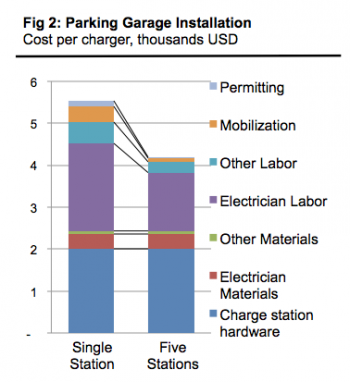 Fig 2: Parking Garage Installation
Cost per charger, thousands USD
6
5
4
3
2
1
-
Permitting
Mobilization
Other Labor
Electrician Labor
Other Materials
Electrician
Materials
Charge station
hardware
Single
Station
Five
Stations